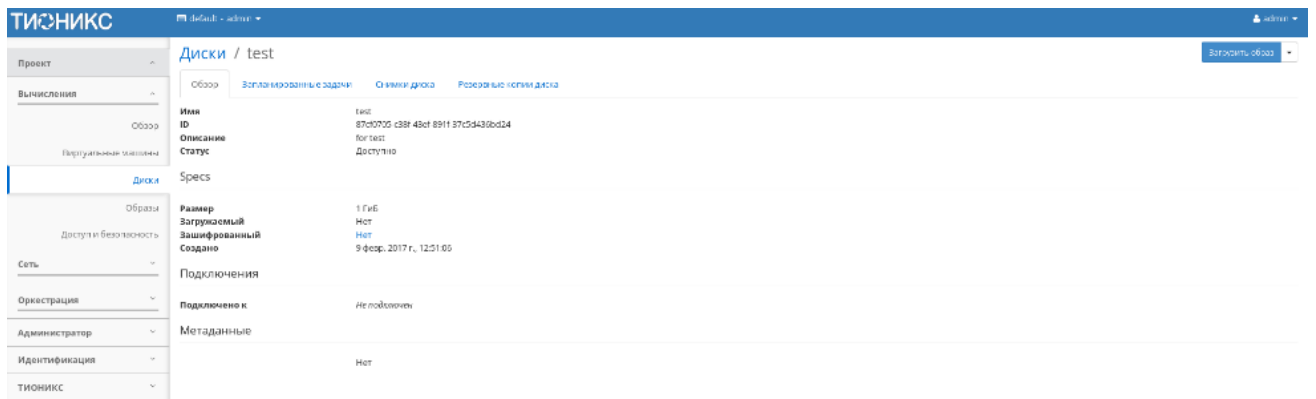 ТИОНИКС
default - admin
admin
Проект
Вычисления
Обзор
Виртуальные машины
Диски
Образы
Доступ и безопасность
Сеть
Оркестрация
Администратор
Идентификация
ТИОНИКС
Диски / test
Загрузить образ
Обзор Запланированные задачи Снимки диска Резервные копии диска
Имя test
ID
Описание for test
Статус Доступно
Specs
Размер 1 ГиБ
Загружаемый Нет
Зашифрованный Нет
Создано 9 февр. 2017 г., 12:51:06
Подключения
Подключено к Не подключен
Метаданные
Нет